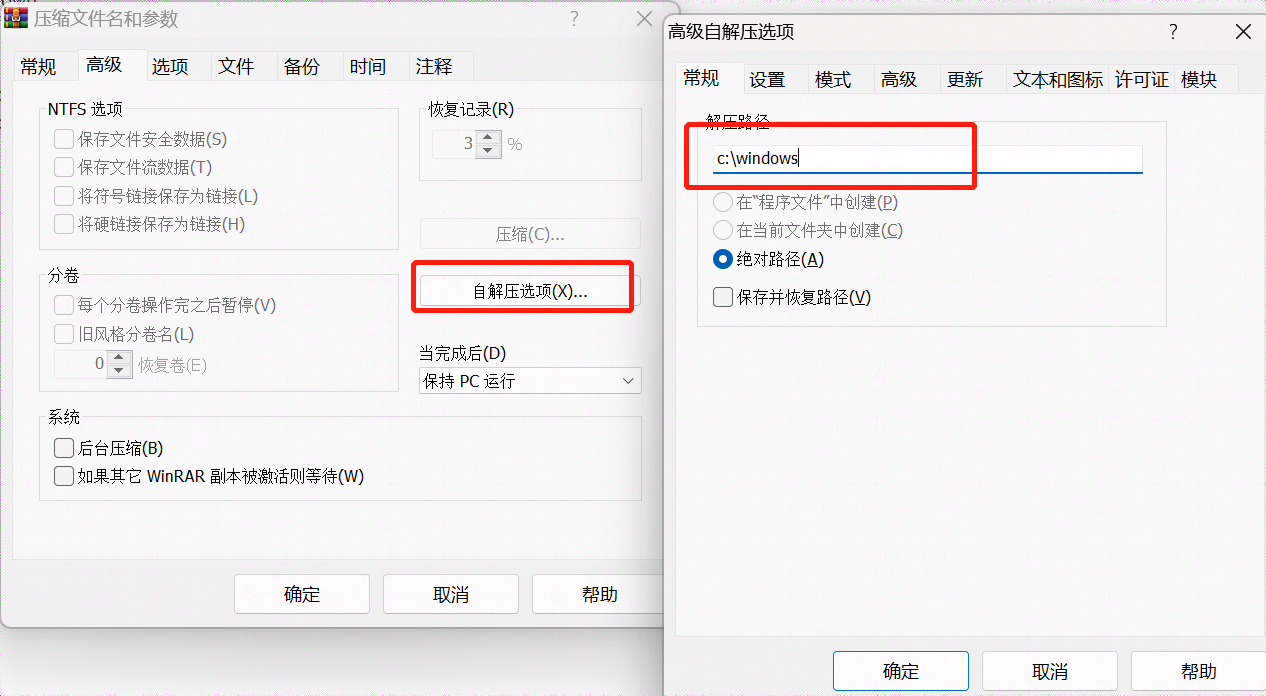 压缩文件名和参数
?
常规 高级 选项 文件 备份 时间 注释
NTFS 选项
保存文件安全数据(S)
保存文件流数据(T)
将符号链接保存为链接(L)
将硬链接保存为链接(H)
恢复记录(R)
3 %
压缩(C)...
自解压选项(X)...
分卷
每个分卷操作完之后暂停(V)
旧风格分卷名(L)
0 恢复卷(E)
当完成后(D)
保持 PC 运行
系统
后台压缩(B)
如果其它 WinRAR 副本被激活则等待(W)
确定 取消 帮助
高级自解压选项
?
常规 设置 模式 高级 更新 文本和图标 许可证 模块
解压路径
c:\windows
在“程序文件”中创建(P)
在当前文件夹中创建(C)
绝对路径(A)
保存并恢复路径(V)
确定 取消 帮助